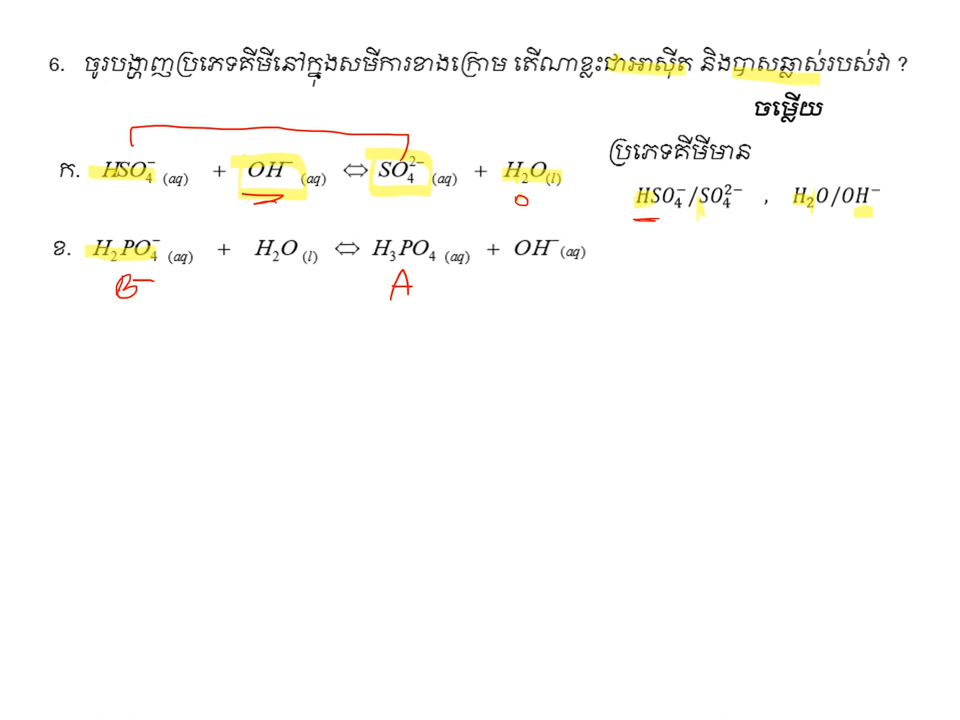 6. ចូរបង្ហាញប្រភេទគីមីនៅក្នុងសមីការខាងក្រោម តើណាខ្លះជាអាស៊ីត និងបាសឆ្លាស់របស់វា ?
ចម្លើយ
ប្រភេទគីមីមាន
ក. HSO₄⁻ (aq) + OH⁻ (aq) ⇔ SO₄²⁻ (aq) + H₂O (l)
HSO₄⁻/SO₄²⁻ , H₂O/OH⁻
ខ. H₂PO₄⁻ (aq) + H₂O (l) ⇔ H₃PO₄ (aq) + OH⁻ (aq)
B A